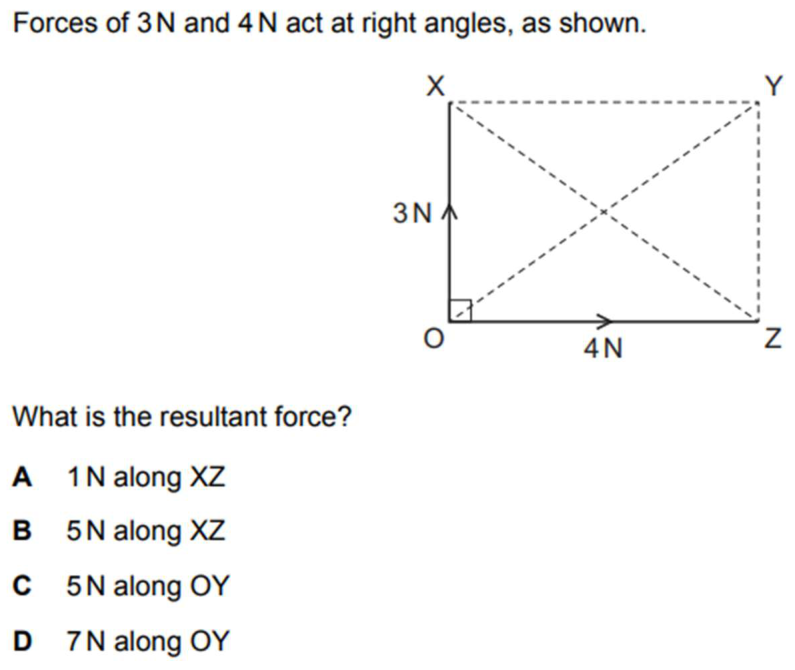 Forces of 3 N and 4 N act at right angles, as shown.
X
Y
3 N
O
4 N
Z
What is the resultant force?
A 1 N along XZ
B 5 N along XZ
C 5 N along OY
D 7 N along OY